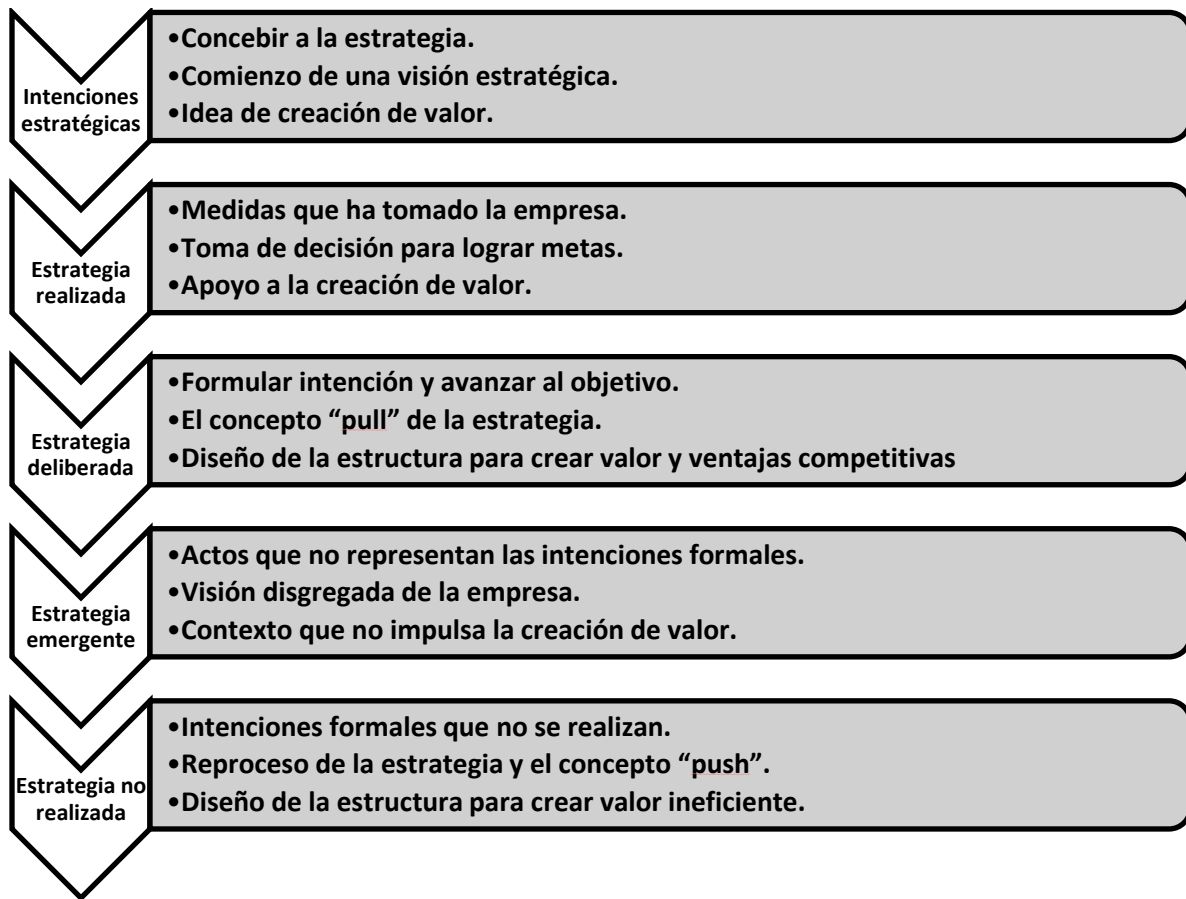 Intenciones
estratégicas
•Concebir a la estrategia.
•Comienzo de una visión estratégica.
•Idea de creación de valor.
Estrategia
realizada
•Medidas que ha tomado la empresa.
•Toma de decisión para lograr metas.
•Apoyo a la creación de valor.
Estrategia
deliberada
•Formular intención y avanzar al objetivo.
•El concepto “pull” de la estrategia.
•Diseño de la estructura para crear valor y ventajas competitivas
Estrategia
emergente
•Actos que no representan las intenciones formales.
•Visión disgregada de la empresa.
•Contexto que no impulsa la creación de valor.
Estrategia no
realizada
•Intenciones formales que no se realizan.
•Reproceso de la estrategia y el concepto “push”.
•Diseño de la estructura para crear valor ineficiente.